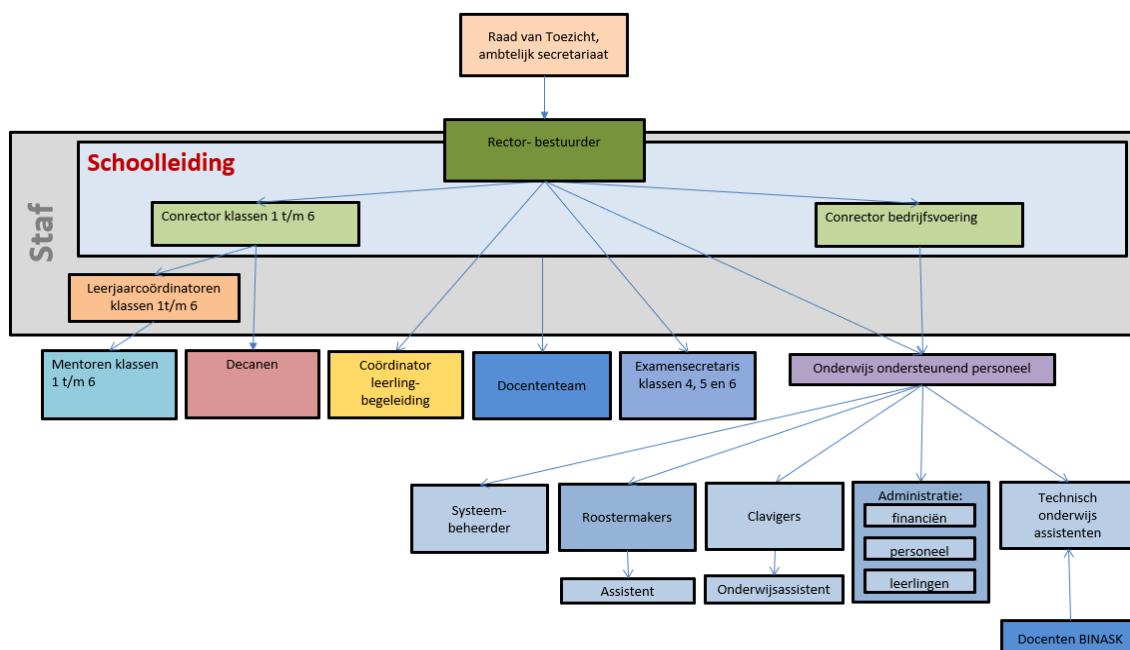 Raad van Toezicht,
ambtelijk secretariaat
Rector- bestuurder
Schoolleiding
Staf
Conrector klassen 1 t/m 6
Conrector bedrijfsvoering
Leerjaarcoördinatoren
klassen 1t/m 6
Mentoren klassen
1 t/m 6
Decanen
Coördinator
leerling-
begeleiding
Docententeam
Examensecretaris
klassen 4, 5 en 6
Onderwijs ondersteunend personeel
Systeem-
beheerder
Roostermakers
Clavigers
Administratie:
financiën
personeel
leerlingen
Technisch
onderwijs
assistenten
Assistent
Onderwijsassistent
Docenten BINASK